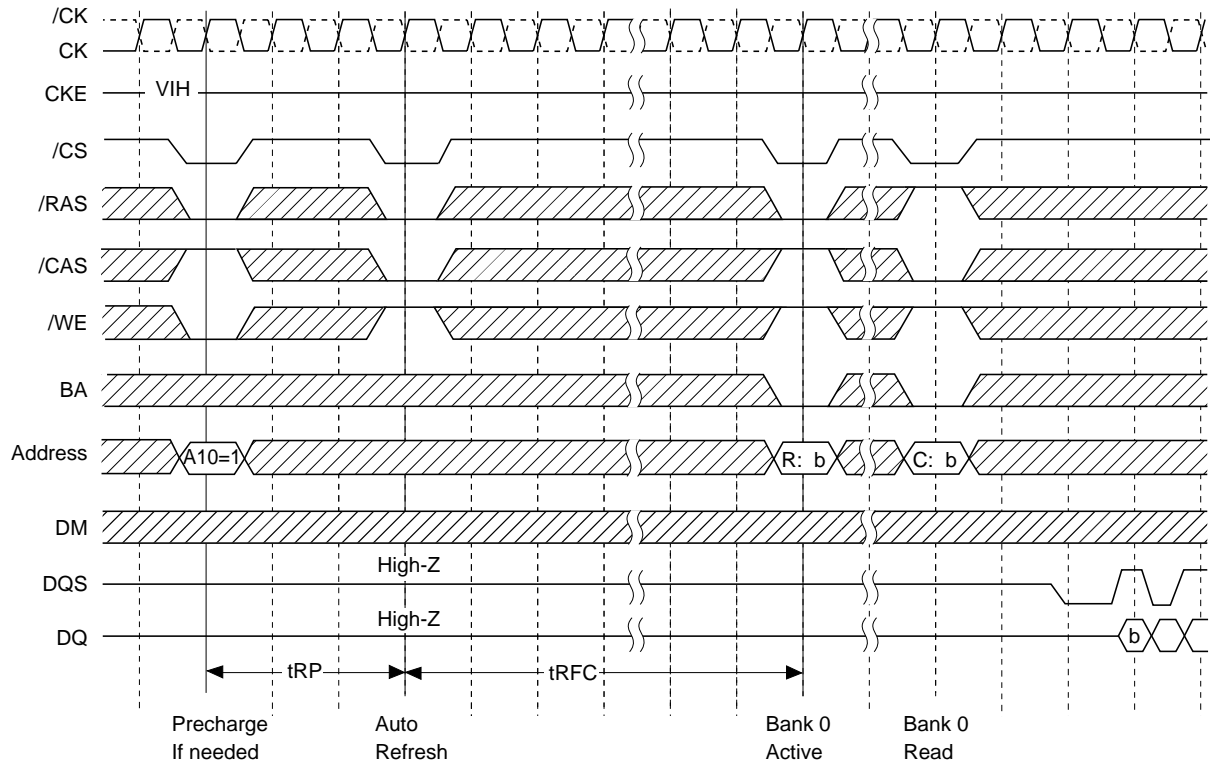 /CK
CK
CKE
VIH
/CS
/RAS
/CAS
/WE
BA
Address
A10=1
R: b
C: b
DM
High-Z
DQS
High-Z
DQ
b
tRP
tRFC
Precharge
If needed
Auto
Refresh
Bank 0
Active
Bank 0
Read